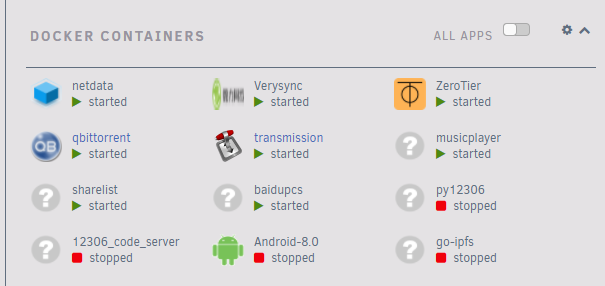 DOCKER CONTAINERS
ALL APPS
netdata
started
Verysync
started
ZeroTier
started
qbittorrent
started
transmission
started
musicplayer
started
sharelist
started
baidupcs
started
py12306
stopped
12306_code_server
stopped
Android-8.0
stopped
go-ipfs
stopped